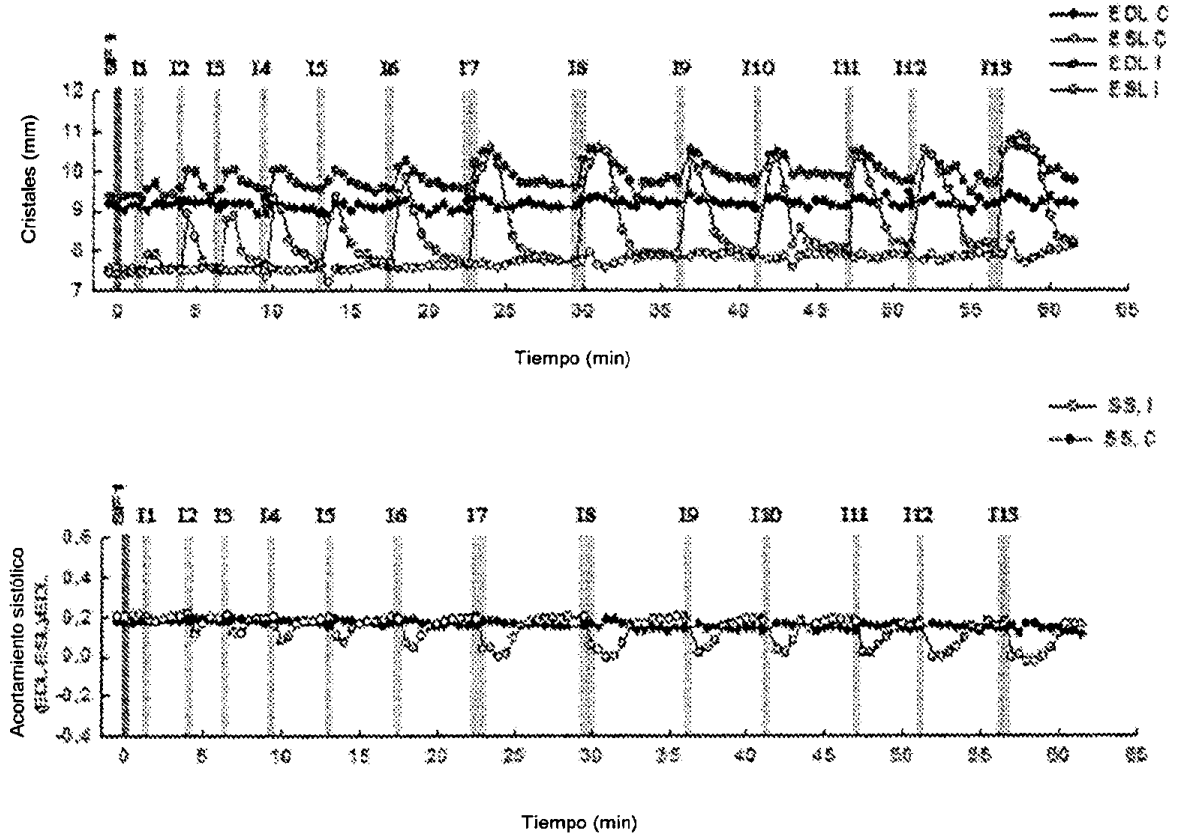 EDL C
ESL C
EDL I
ESL I
I1 I2 I3 I4 I5 I6 I7 I8 I9 I10 I11 I12 I13
12
11
10
9
8
7
Cristales (mm)
0 5 10 15 20 25 30 35 40 45 50 55 60 65
Tiempo (min)
SS, I
SS, C
I1 I2 I3 I4 I5 I6 I7 I8 I9 I10 I11 I12 I13
0.6
0.4
0.2
0.0
-0.2
-0.4
Acortamiento sistólico
0 5 10 15 20 25 30 35 40 45 50 55 60 65
Tiempo (min)